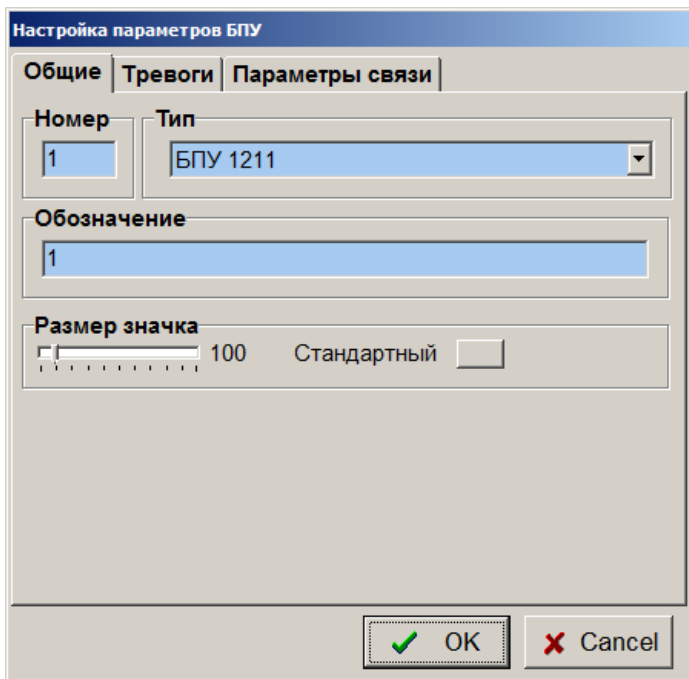 Настройка параметров БПУ
Общие Тревоги Параметры связи
Номер Тип
1 БПУ 1211
Обозначение
1
Размер значка
100 Стандартный
OK Cancel